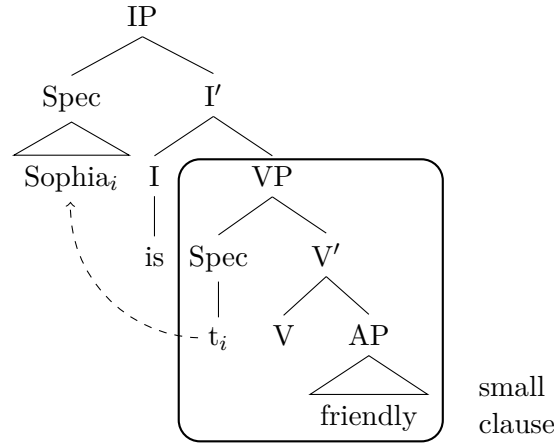 IP
Spec I′
Sophiaᵢ I VP
is Spec V′
tᵢ V AP
friendly
small
clause